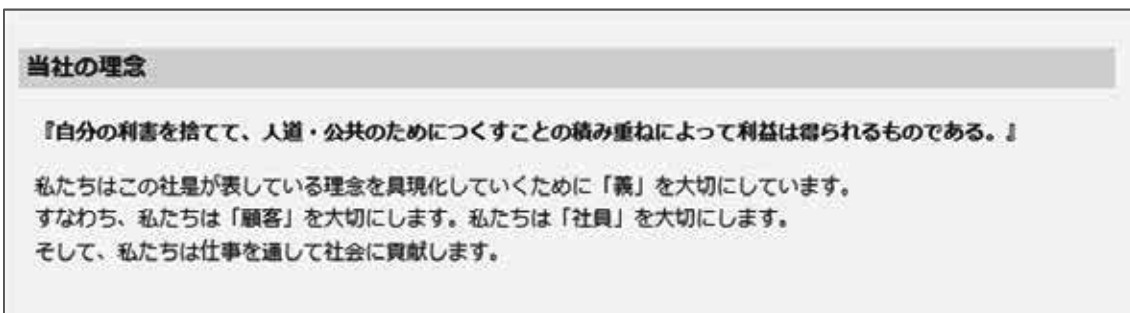 当社の理念
『自分の利害を捨てて、人道・公共のためにつくすことの積み重ねによって利益は得られるものである。』
私たちはこの社是が表している理念を具現化していくために「義」を大切にしています。
すなわち、私たちは「顧客」を大切にします。私たちは「社員」を大切にします。
そして、私たちは仕事を通して社会に貢献します。